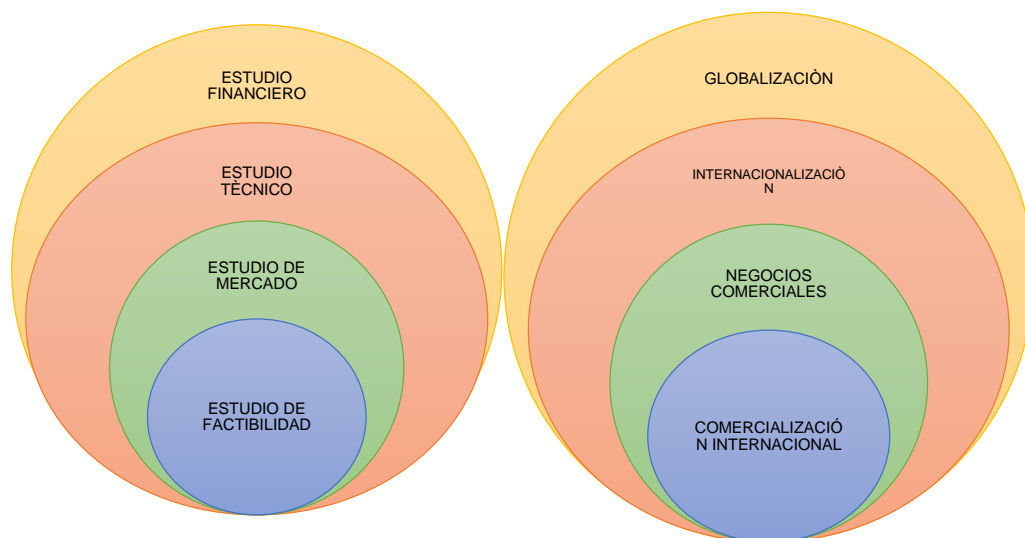 ESTUDIO
FINANCIERO
ESTUDIO
TÈCNICO
ESTUDIO DE
MERCADO
ESTUDIO DE
FACTIBILIDAD
GLOBALIZACIÒN
INTERNACIONALIZACIÒ
N
NEGOCIOS
COMERCIALES
COMERCIALIZACIÓ
N INTERNACIONAL